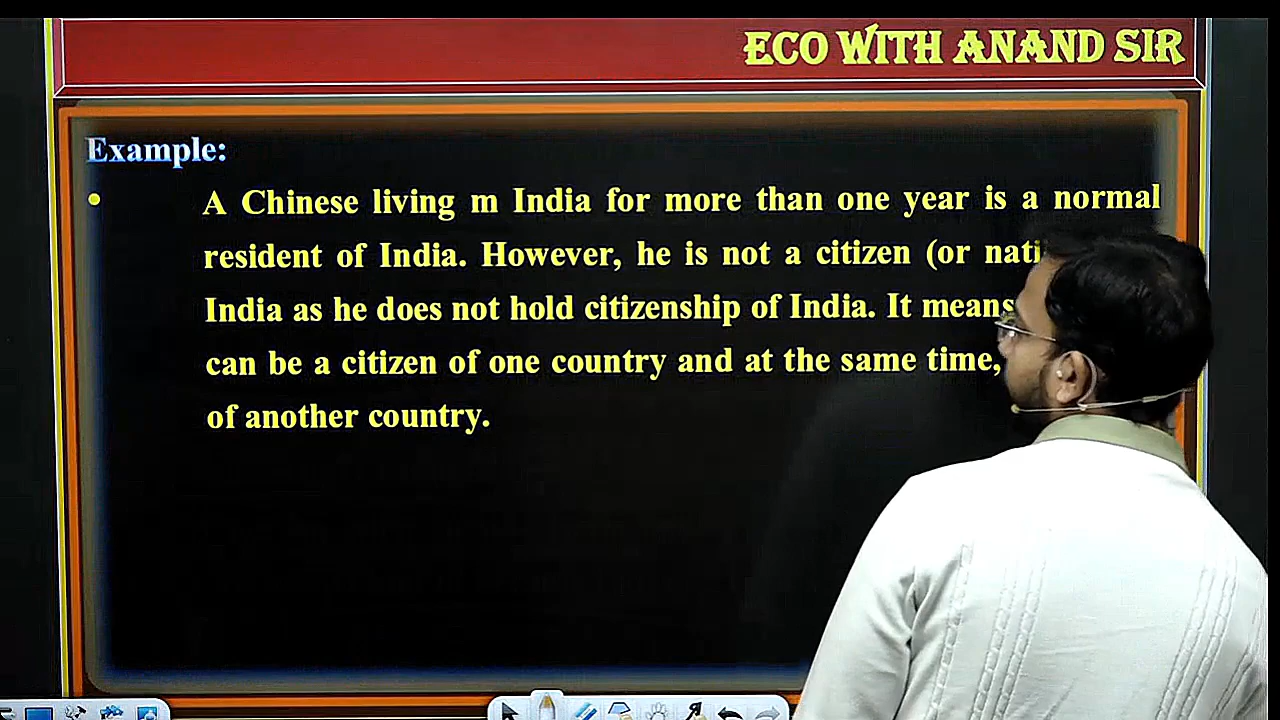 ECO WITH ANAND SIR
Example:
• A Chinese living m India for more than one year is a normal
resident of India. However, he is not a citizen (or nati
India as he does not hold citizenship of India. It means
can be a citizen of one country and at the same time,
of another country.